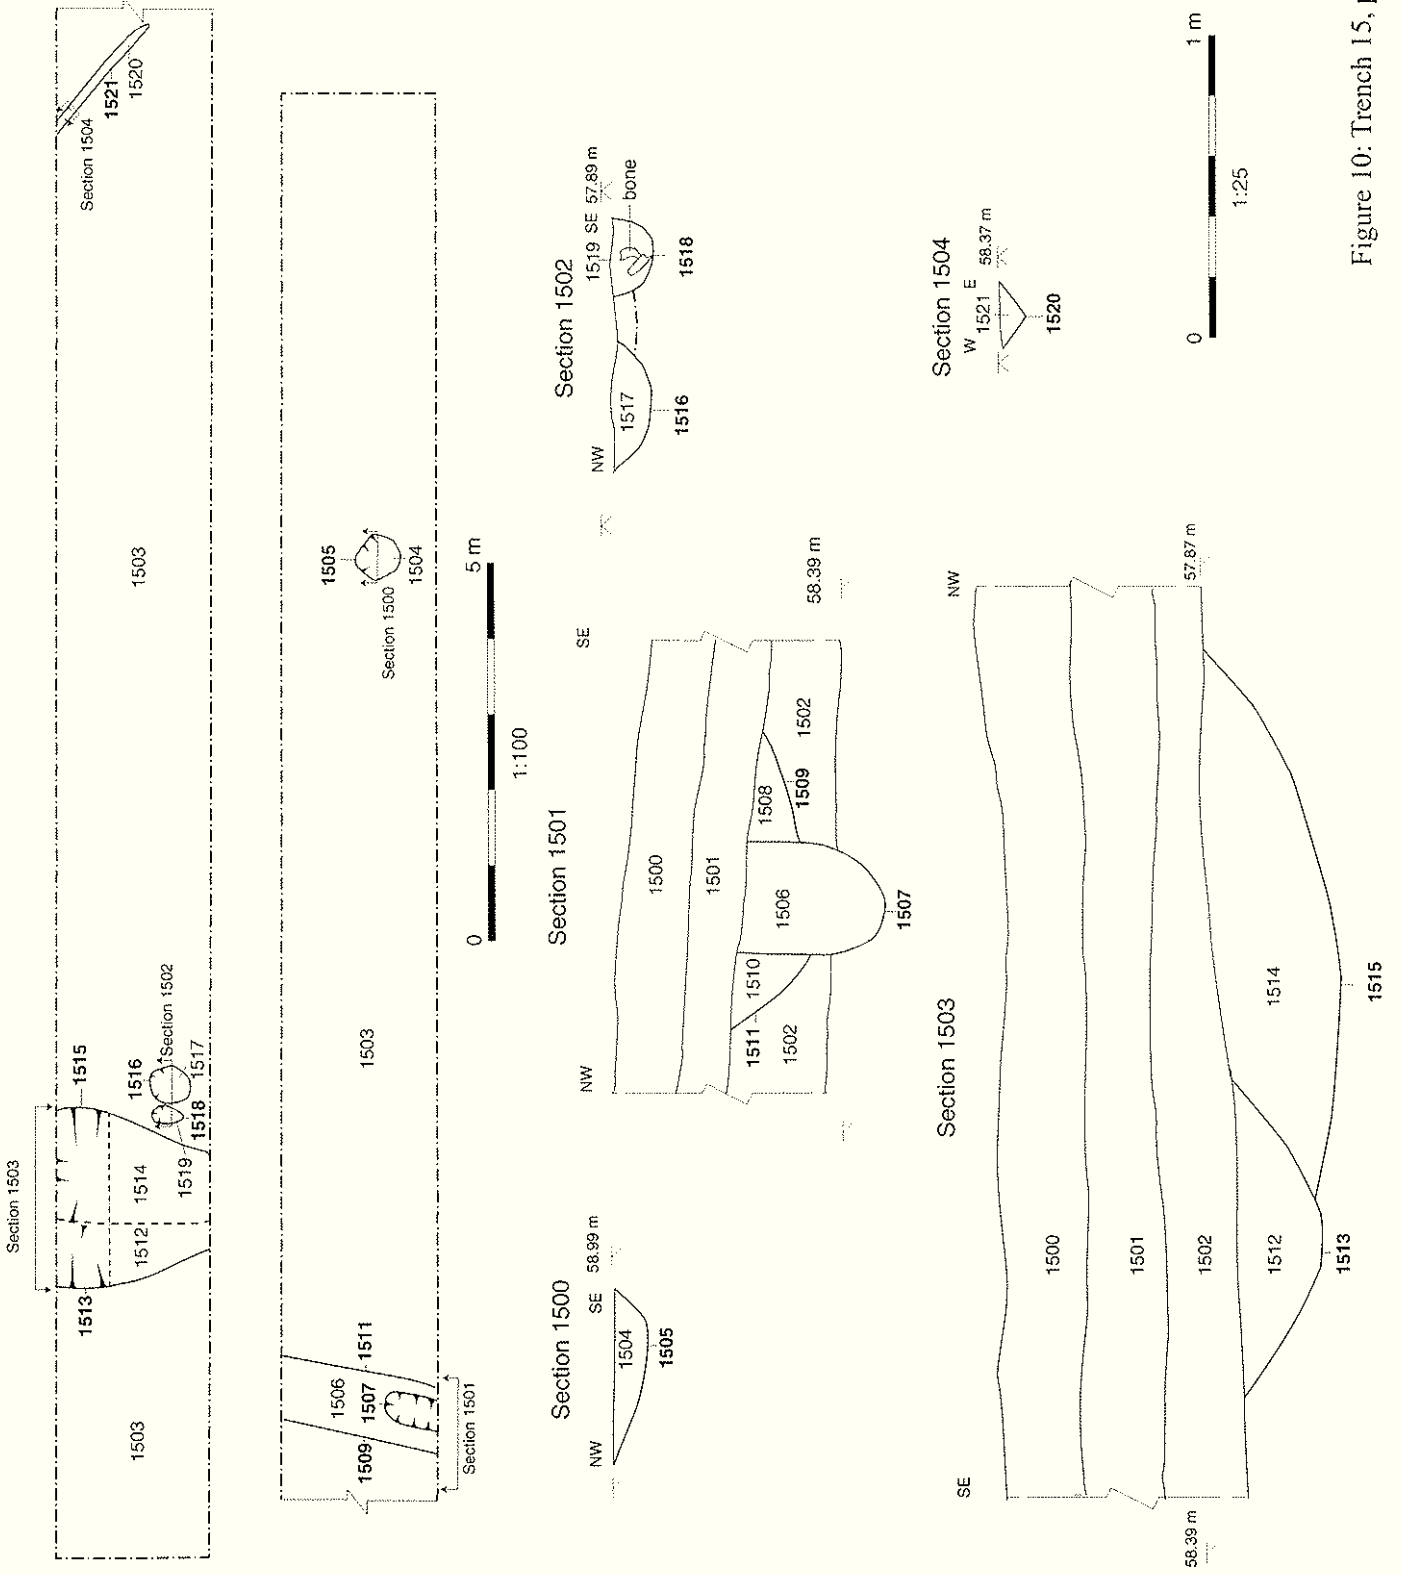 Section 1503
1513
1515
1512
1514
1519
1518
1516
1517
Section 1502
1503
1503
Section 1504
1521
1520
1509
1507
1506
1511
Section 1501
1503
Section 1500
1505
1504
0
5 m
1:100
Section 1500
NW
SE
58.99 m
1504
1505
Section 1501
NW
SE
1500
1501
1511
1510
1506
1508
1509
1502
1502
1507
58.39 m
Section 1502
NW
1517
1516
1519
SE
57.89 m
bone
1518
Section 1503
SE
NW
58.39 m
57.87 m
1500
1501
1502
1512
1514
1513
1515
Section 1504
W
1521
E
58.37 m
1520
0
1 m
1:25
Figure 10: Trench 15,